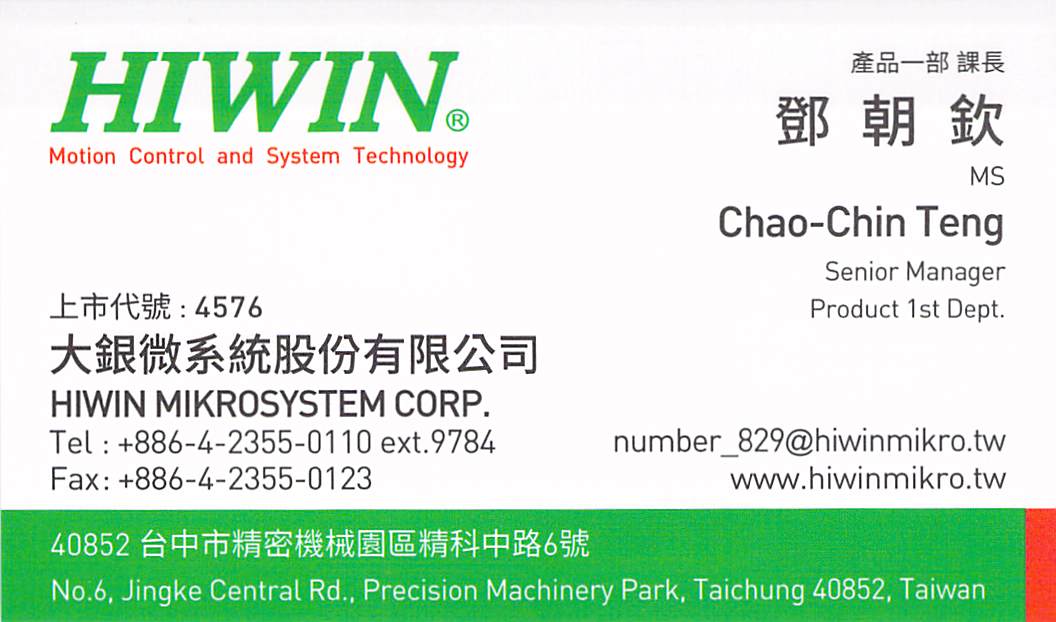 HIWIN®
Motion Control and System Technology
產品一部 課長
鄧 朝 欽
MS
Chao-Chin Teng
Senior Manager
Product 1st Dept.
上市代號 : 4576
大銀微系統股份有限公司
HIWIN MIKROSYSTEM CORP.
Tel : +886-4-2355-0110 ext.9784
Fax: +886-4-2355-0123
number_829@hiwinmikro.tw
www.hiwinmikro.tw
40852 台中市精密機械園區精科中路6號
No.6, Jingke Central Rd., Precision Machinery Park, Taichung 40852, Taiwan